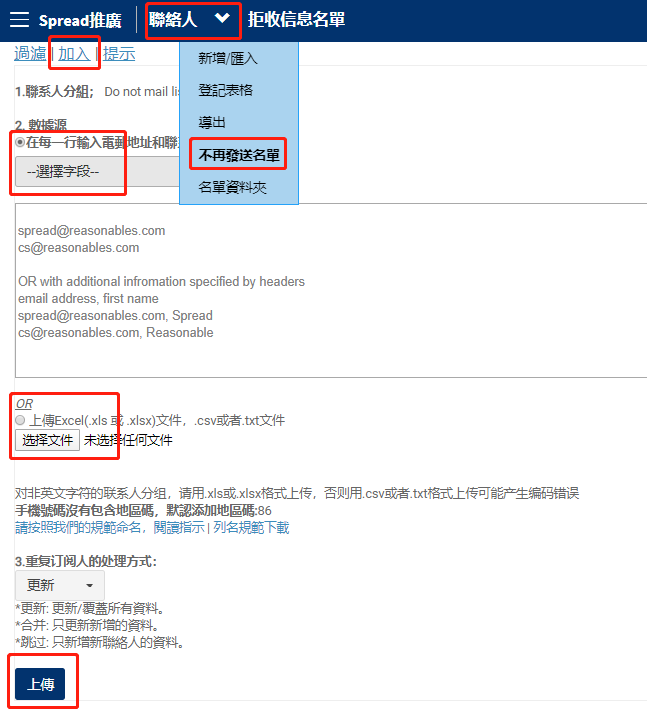 Spread推廣 聯絡人 拒收信息名單
過濾 | 加入 | 提示
新增/匯入
登記表格
導出
不再發送名單
名單資料夾
1.聯系人分組; Do not mail lis
2. 數據源
在每一行輸入電郵地址和聯
--選擇字段--
spread@reasonables.com
cs@reasonables.com
OR with additional infromation specified by headers
email address, first name
spread@reasonables.com, Spread
cs@reasonables.com, Reasonable
OR
上傳Excel(.xls 或 .xlsx)文件，.csv或者.txt文件
选择文件 未选择任何文件
对非英文字符的联系人分组，请用.xls或.xlsx格式上传，否则用.csv或者.txt格式上传可能产生编码错误
手機號碼沒有包含地區碼，默認添加地區碼:86
請按照我們的規範命名，閱讀指示 | 列名規範下載
3.重复订阅人的处理方式:
更新
*更新: 更新/覆蓋所有資料。
*合并: 只更新新增的資料。
*跳过: 只新增新聯絡人的資料。
上傳